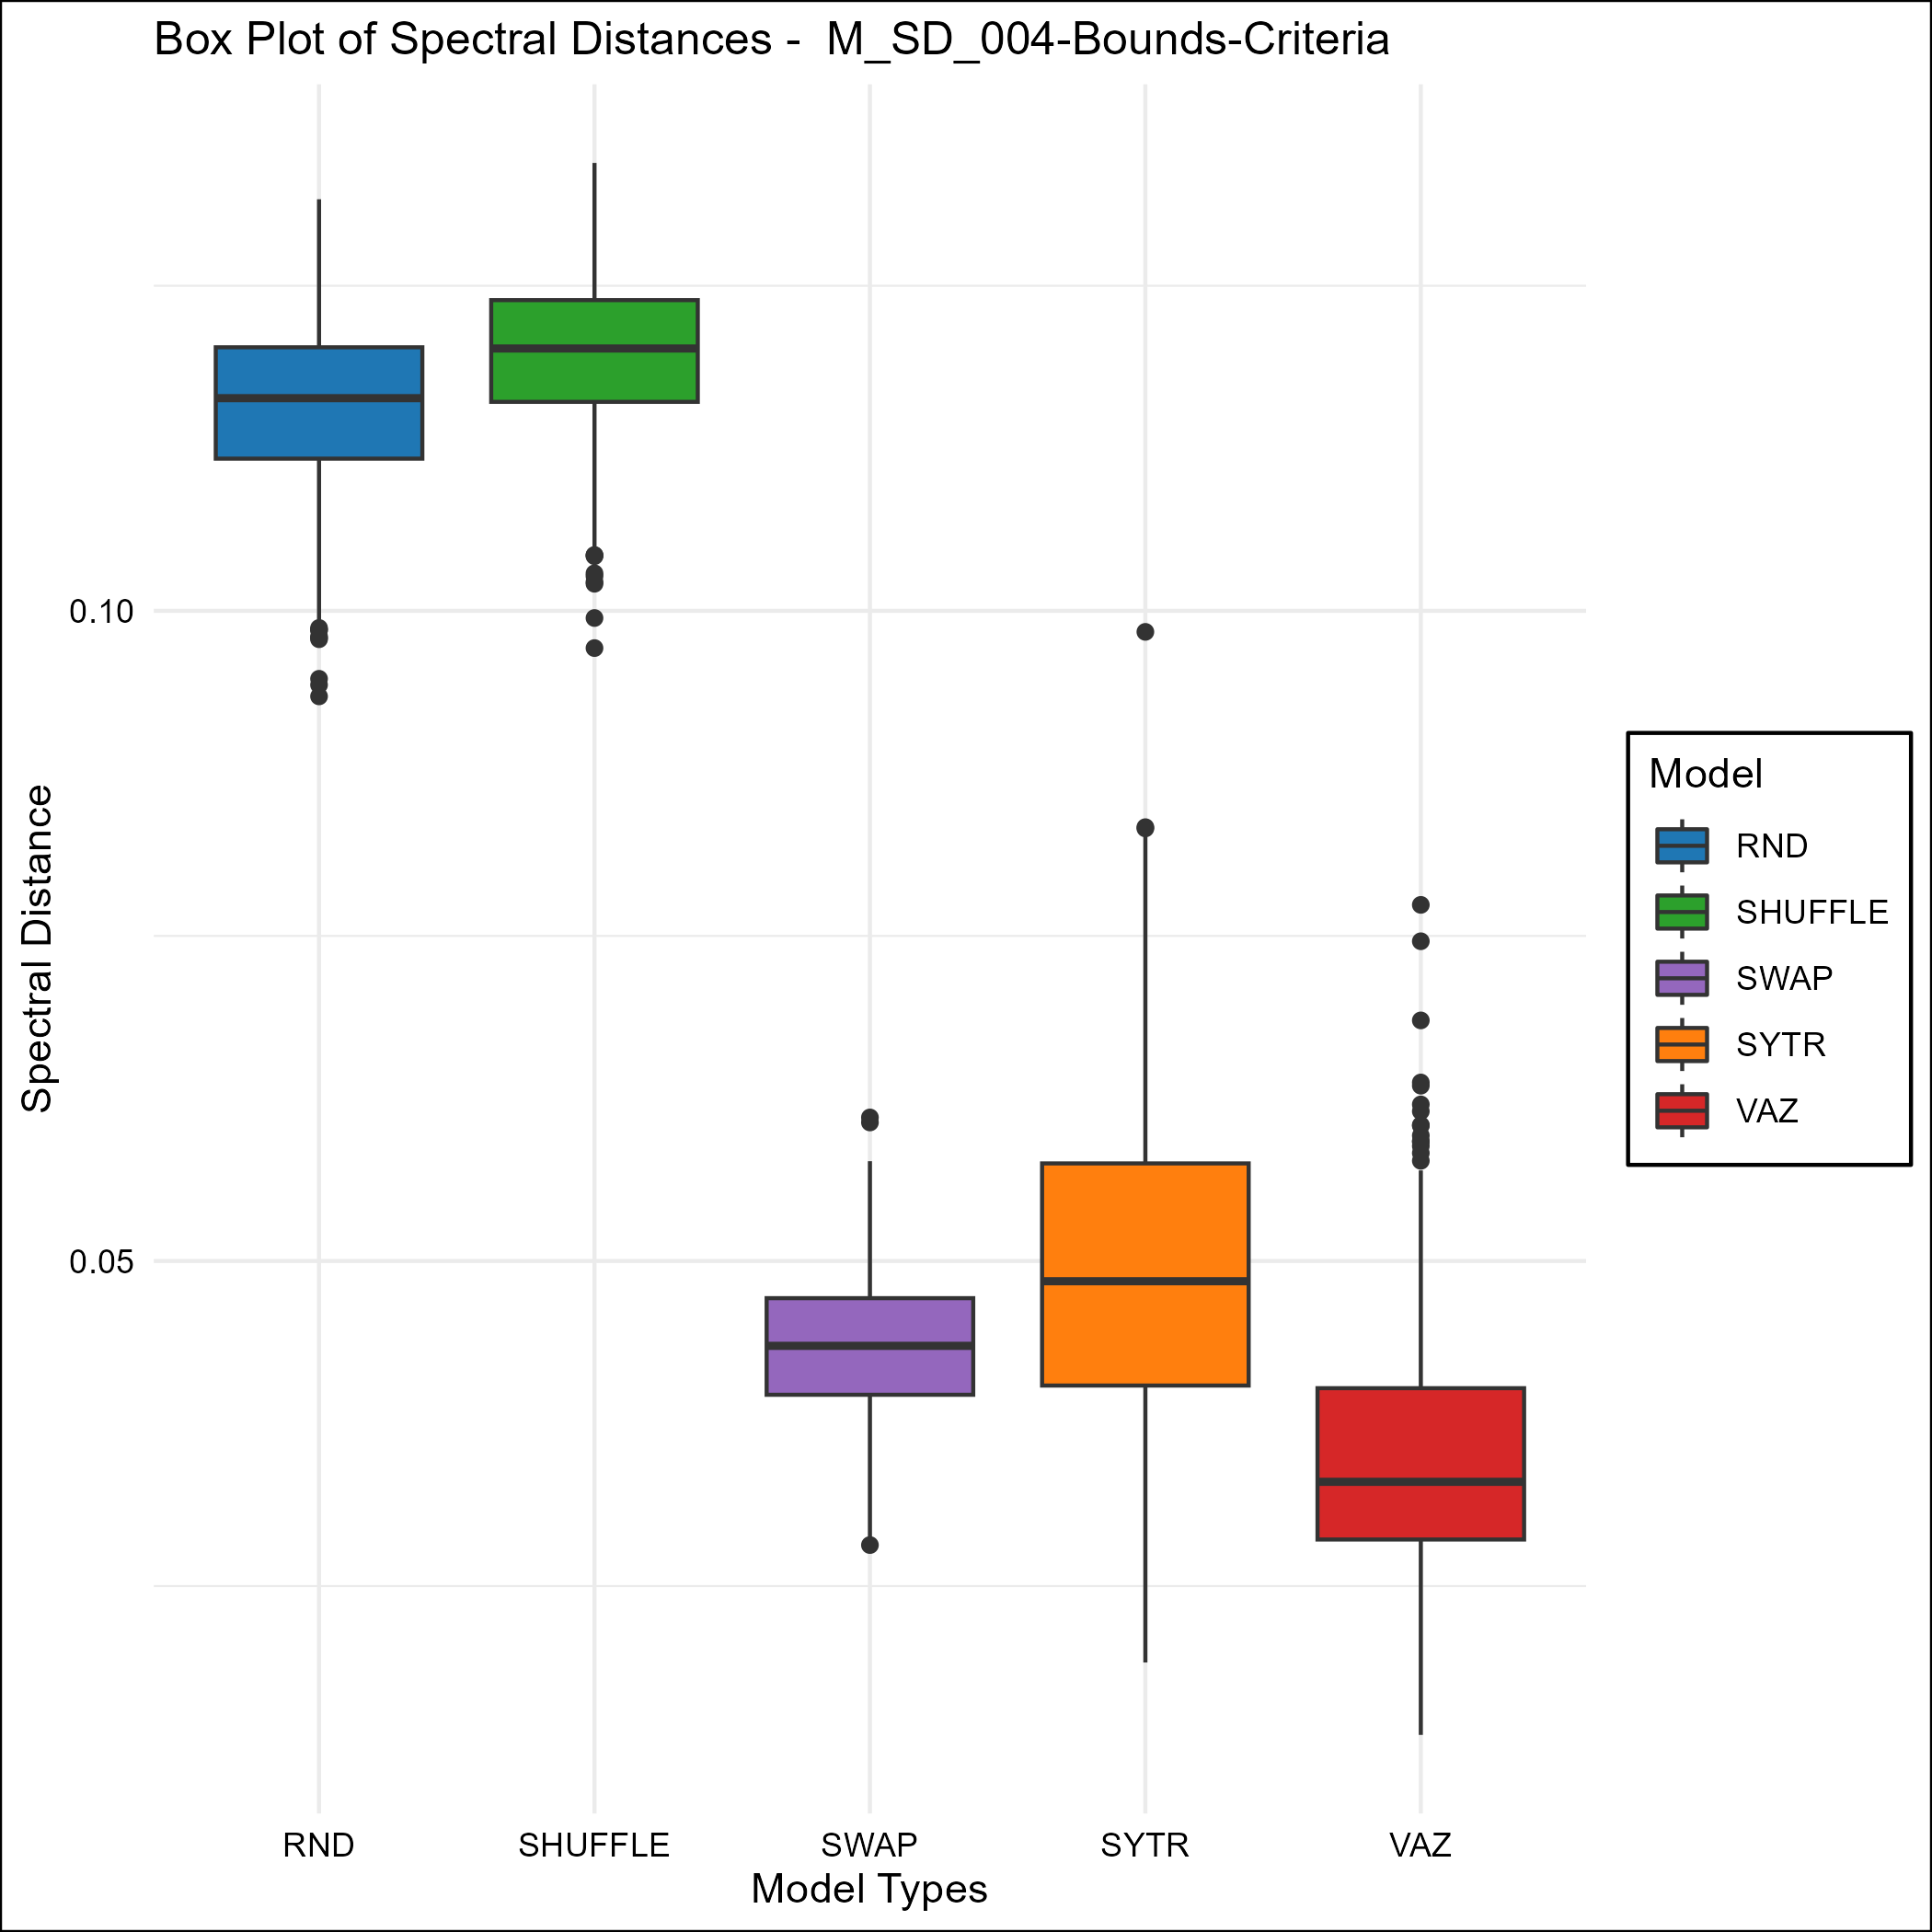 Box Plot of Spectral Distances -  M_SD_004-Bounds-Criteria
Spectral Distance
0.10
0.05
RND
SHUFFLE
SWAP
SYTR
VAZ
Model Types
Model
RND
SHUFFLE
SWAP
SYTR
VAZ